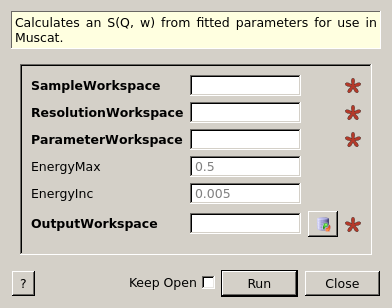 Calculates an S(Q, w) from fitted parameters for use in
Muscat.
SampleWorkspace
ResolutionWorkspace
ParameterWorkspace
EnergyMax 0.5
EnergyInc 0.005
OutputWorkspace
? Keep Open Run Close